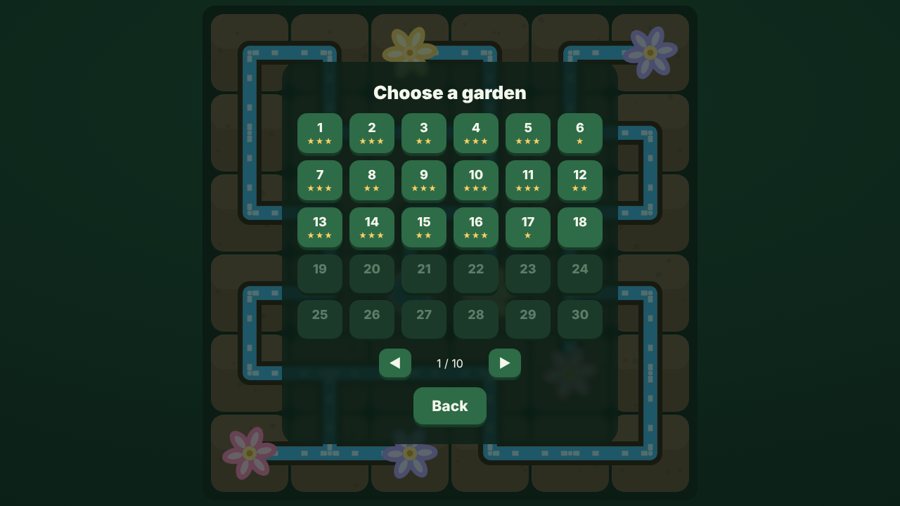 Choose a garden
1 2 3 4 5 6
★★★ ★★★ ★★ ★★★ ★★★ ★
7 8 9 10 11 12
★★★ ★★ ★★★ ★★★ ★★★ ★★
13 14 15 16 17 18
★★★ ★★★ ★★ ★★★ ★
19 20 21 22 23 24
25 26 27 28 29 30
◀ 1 / 10 ▶
Back